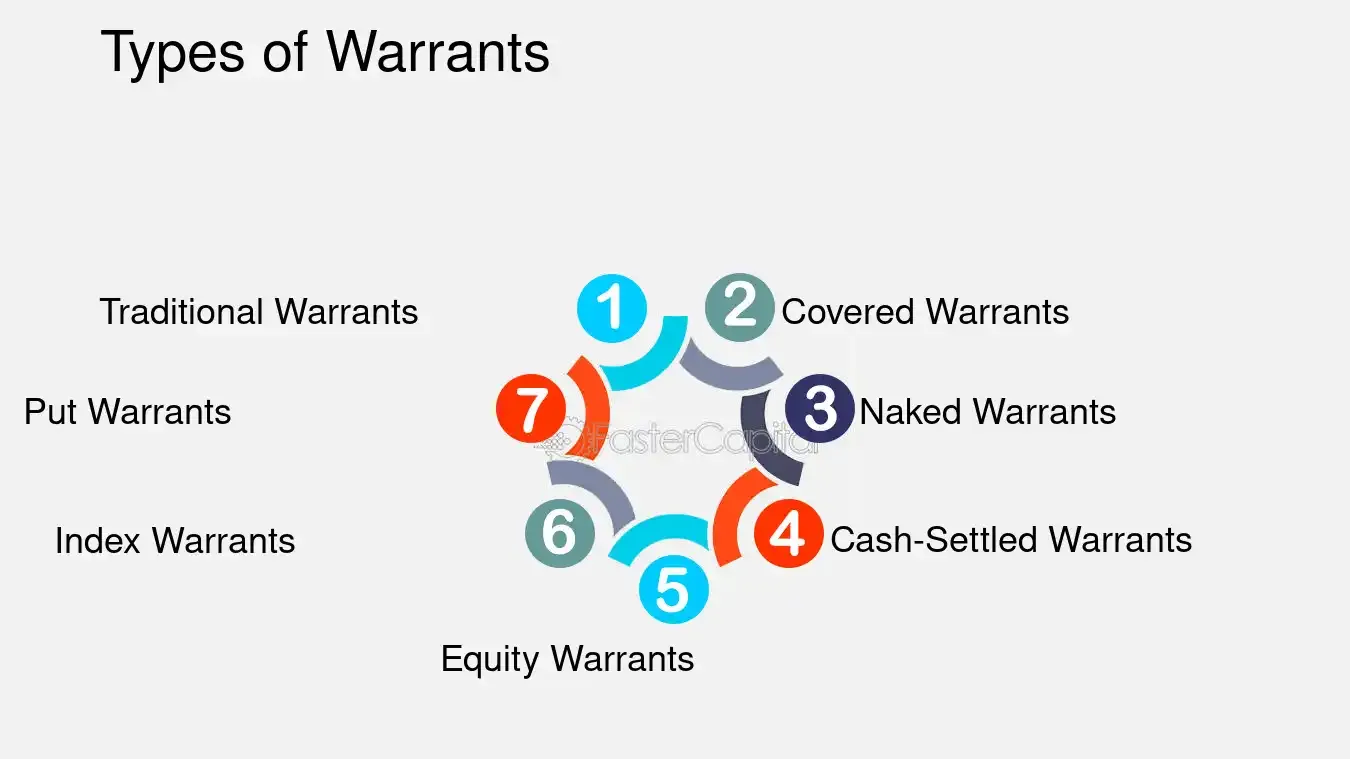 Types of Warrants
Traditional Warrants
1
2
Covered Warrants
Put Warrants
7
3
Naked Warrants
FasterCapital
Index Warrants
6
4
Cash-Settled Warrants
5
Equity Warrants